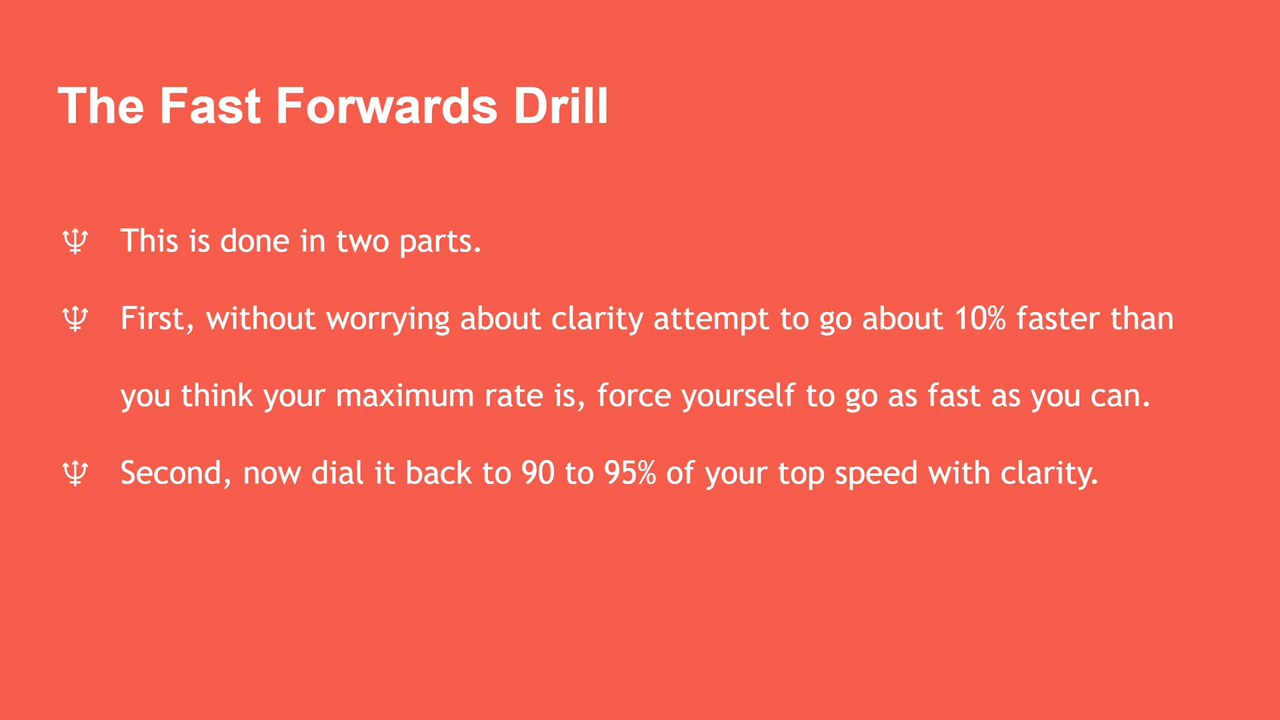 The Fast Forwards Drill
♆ This is done in two parts.
♆ First, without worrying about clarity attempt to go about 10% faster than
you think your maximum rate is, force yourself to go as fast as you can.
♆ Second, now dial it back to 90 to 95% of your top speed with clarity.